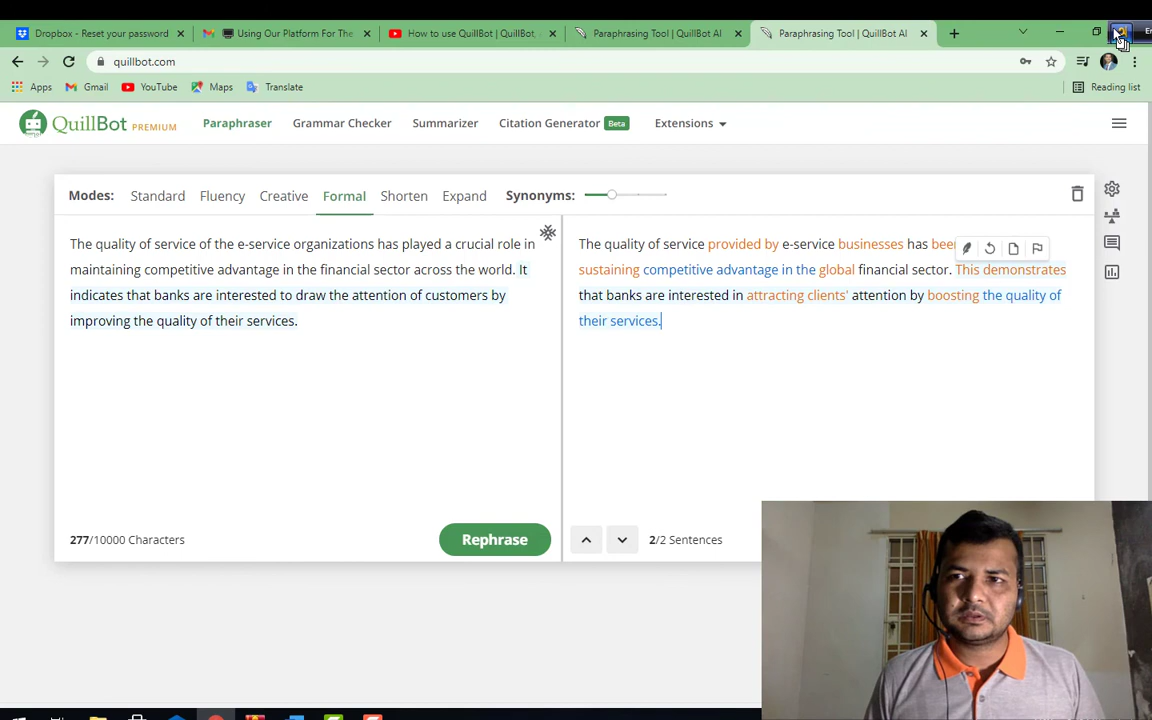 Dropbox - Reset your password
Using Our Platform For The
How to use QuillBot | QuillBot,
Paraphrasing Tool | QuillBot AI
Paraphrasing Tool | QuillBot AI
quillbot.com
Apps
Gmail
YouTube
Maps
Translate
Reading list
QuillBot PREMIUM
Paraphraser
Grammar Checker
Summarizer
Citation Generator Beta
Extensions
Modes: Standard Fluency Creative Formal Shorten Expand Synonyms:
The quality of service of the e-service organizations has played a crucial role in
maintaining competitive advantage in the financial sector across the world. It
indicates that banks are interested to draw the attention of customers by
improving the quality of their services.
The quality of service provided by e-service businesses has
sustaining competitive advantage in the global financial sector. This demonstrates
that banks are interested in attracting clients' attention by boosting the quality of
their services.
277/10000 Characters
Rephrase
2/2 Sentences